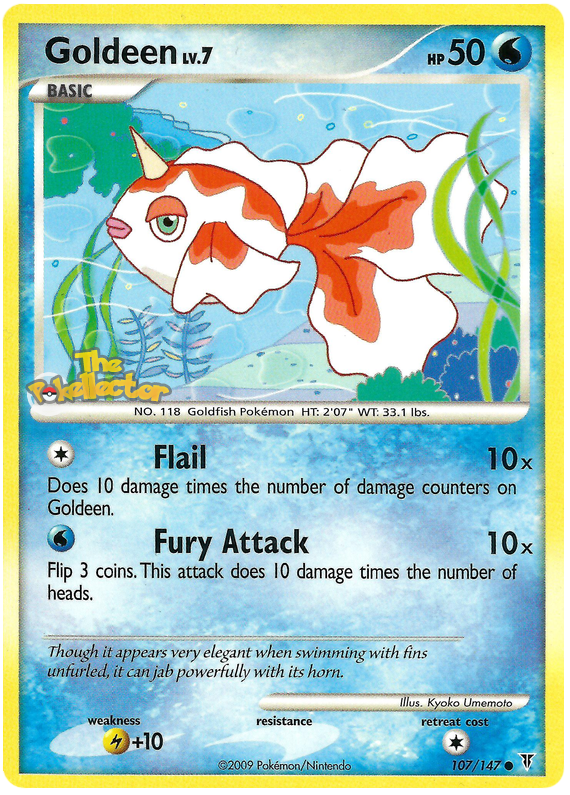 Goldeen LV.7 HP 50
BASIC
The
Pokellector
NO. 118 Goldfish Pokémon HT: 2'07" WT: 33.1 lbs.
Flail 10x
Does 10 damage times the number of damage counters on
Goldeen.
Fury Attack 10x
Flip 3 coins. This attack does 10 damage times the number of
heads.
Though it appears very elegant when swimming with fins
unfurled, it can jab powerfully with its horn.
Illus. Kyoko Umemoto
weakness resistance retreat cost
+10
©2009 Pokémon/Nintendo 107/147